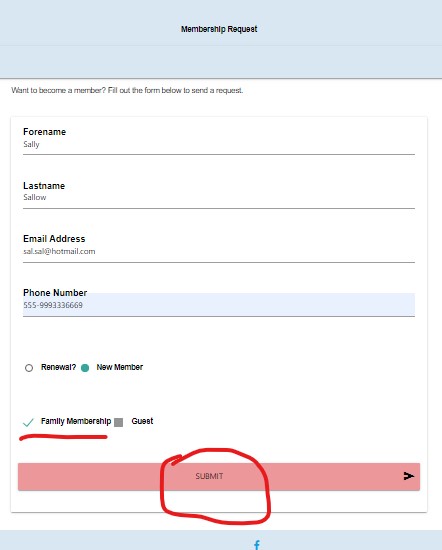 Membership Request
Want to become a member? Fill out the form below to send a request.
Forename
Sally
Lastname
Sallow
Email Address
sal.sal@hotmail.com
Phone Number
555-9993336669
Renewal? New Member
Family Membership Guest
SUBMIT
f